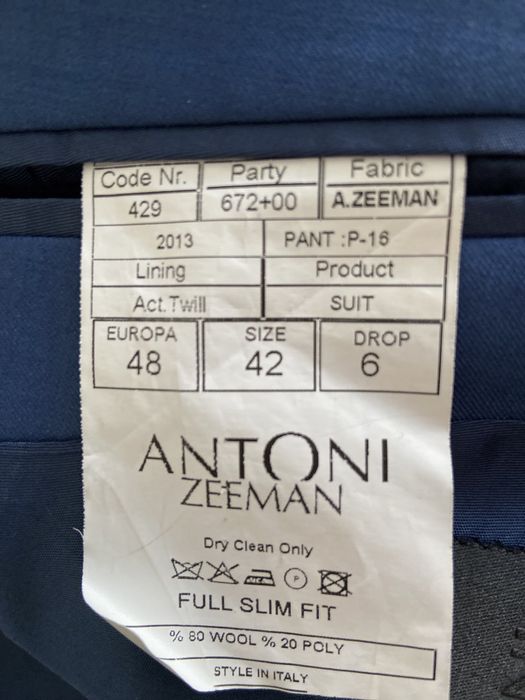 Code Nr. Party Fabric
429 672+00 A.ZEEMAN
2013 PANT :P-16
Lining Product
Act.Twill SUIT
EUROPA SIZE DROP
48 42 6
ANTONI
ZEEMAN
Dry Clean Only
P
FULL SLIM FIT
% 80 WOOL % 20 POLY
STYLE IN ITALY